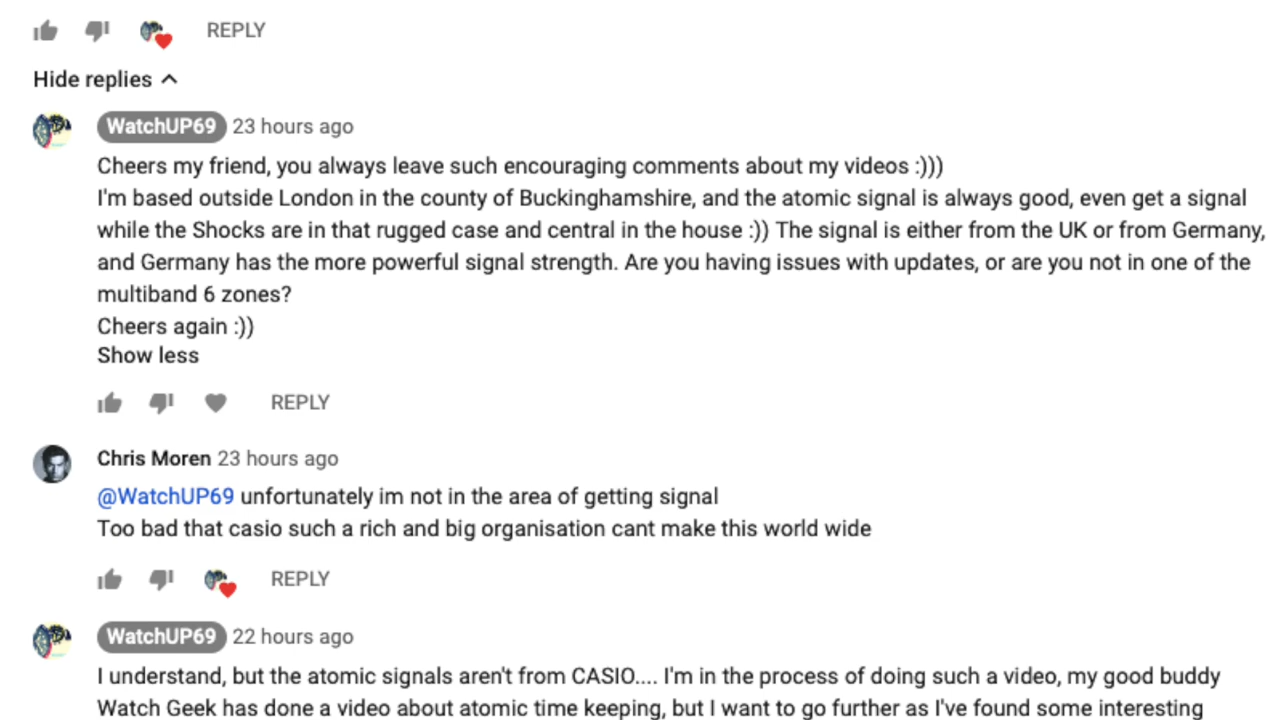 REPLY
Hide replies
WatchUP69 23 hours ago
Cheers my friend, you always leave such encouraging comments about my videos :)))
I'm based outside London in the county of Buckinghamshire, and the atomic signal is always good, even get a signal
while the Shocks are in that rugged case and central in the house :)) The signal is either from the UK or from Germany,
and Germany has the more powerful signal strength. Are you having issues with updates, or are you not in one of the
multiband 6 zones?
Cheers again :))
Show less
REPLY
Chris Moren 23 hours ago
@WatchUP69 unfortunately im not in the area of getting signal
Too bad that casio such a rich and big organisation cant make this world wide
REPLY
WatchUP69 22 hours ago
I understand, but the atomic signals aren't from CASIO.... I'm in the process of doing such a video, my good buddy
Watch Geek has done a video about atomic time keeping, but I want to go further as I've found some interesting